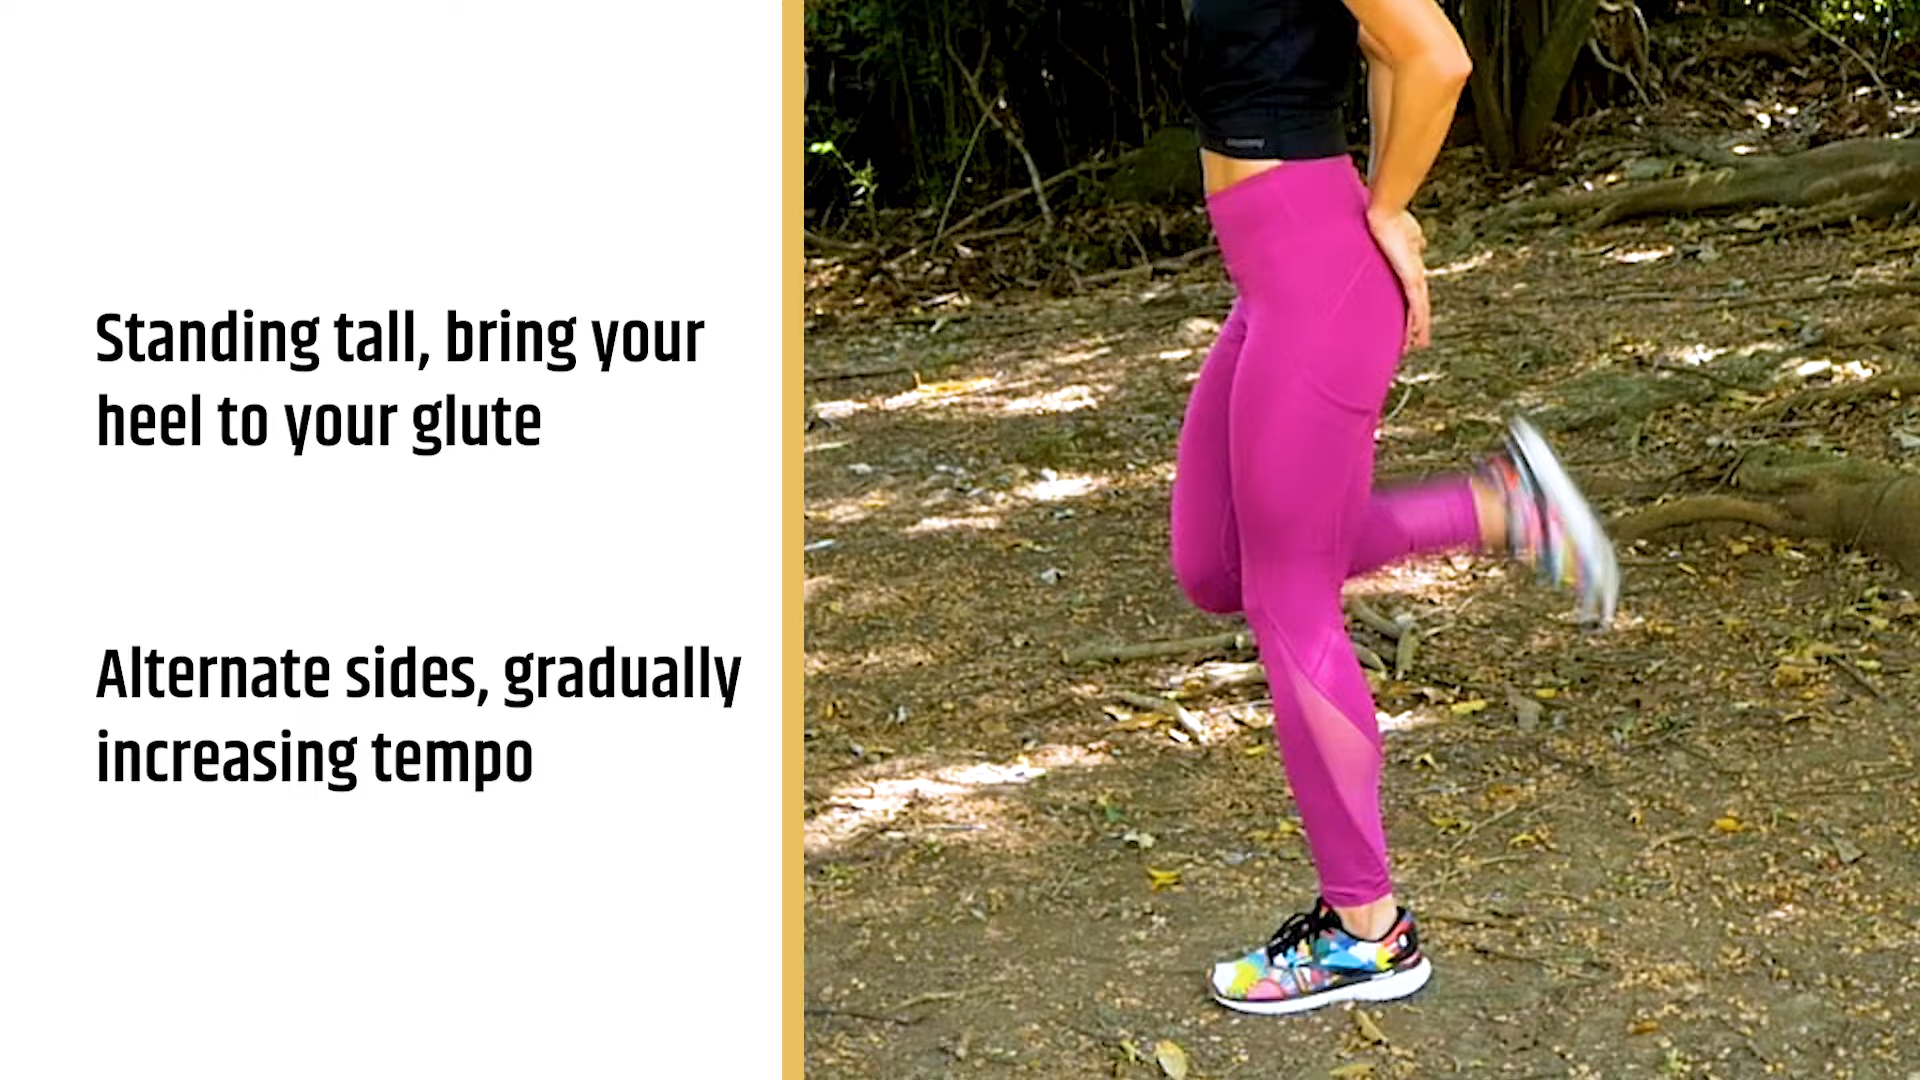 Standing tall, bring your
heel to your glute
Alternate sides, gradually
increasing tempo